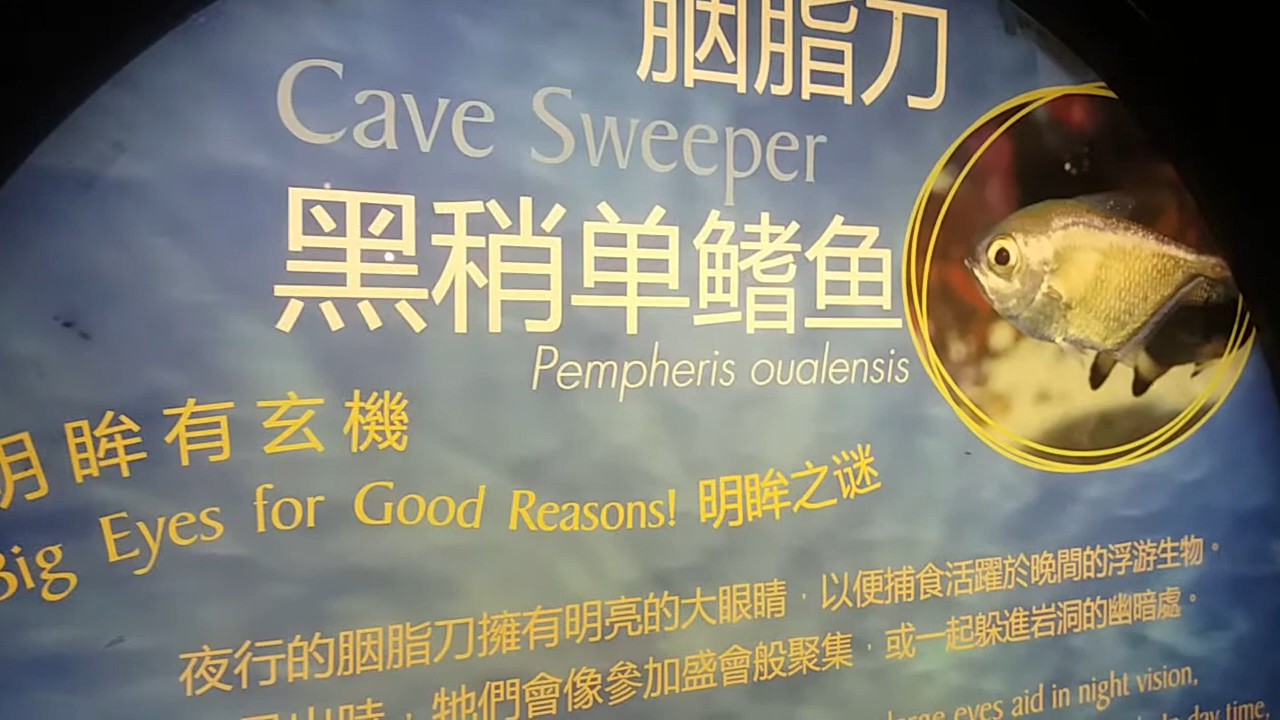 胭脂刀
Cave Sweeper
黑稍单鳍鱼
Pempheris oualensis
明眸有玄機
Big Eyes for Good Reasons! 明眸之谜
夜行的胭脂刀擁有明亮的大眼睛，以便捕食活躍於晚間的浮游生物。
牠們會像參加盛會般聚集，或一起躲進岩洞的幽暗處。
large eyes aid in night vision,
day time,